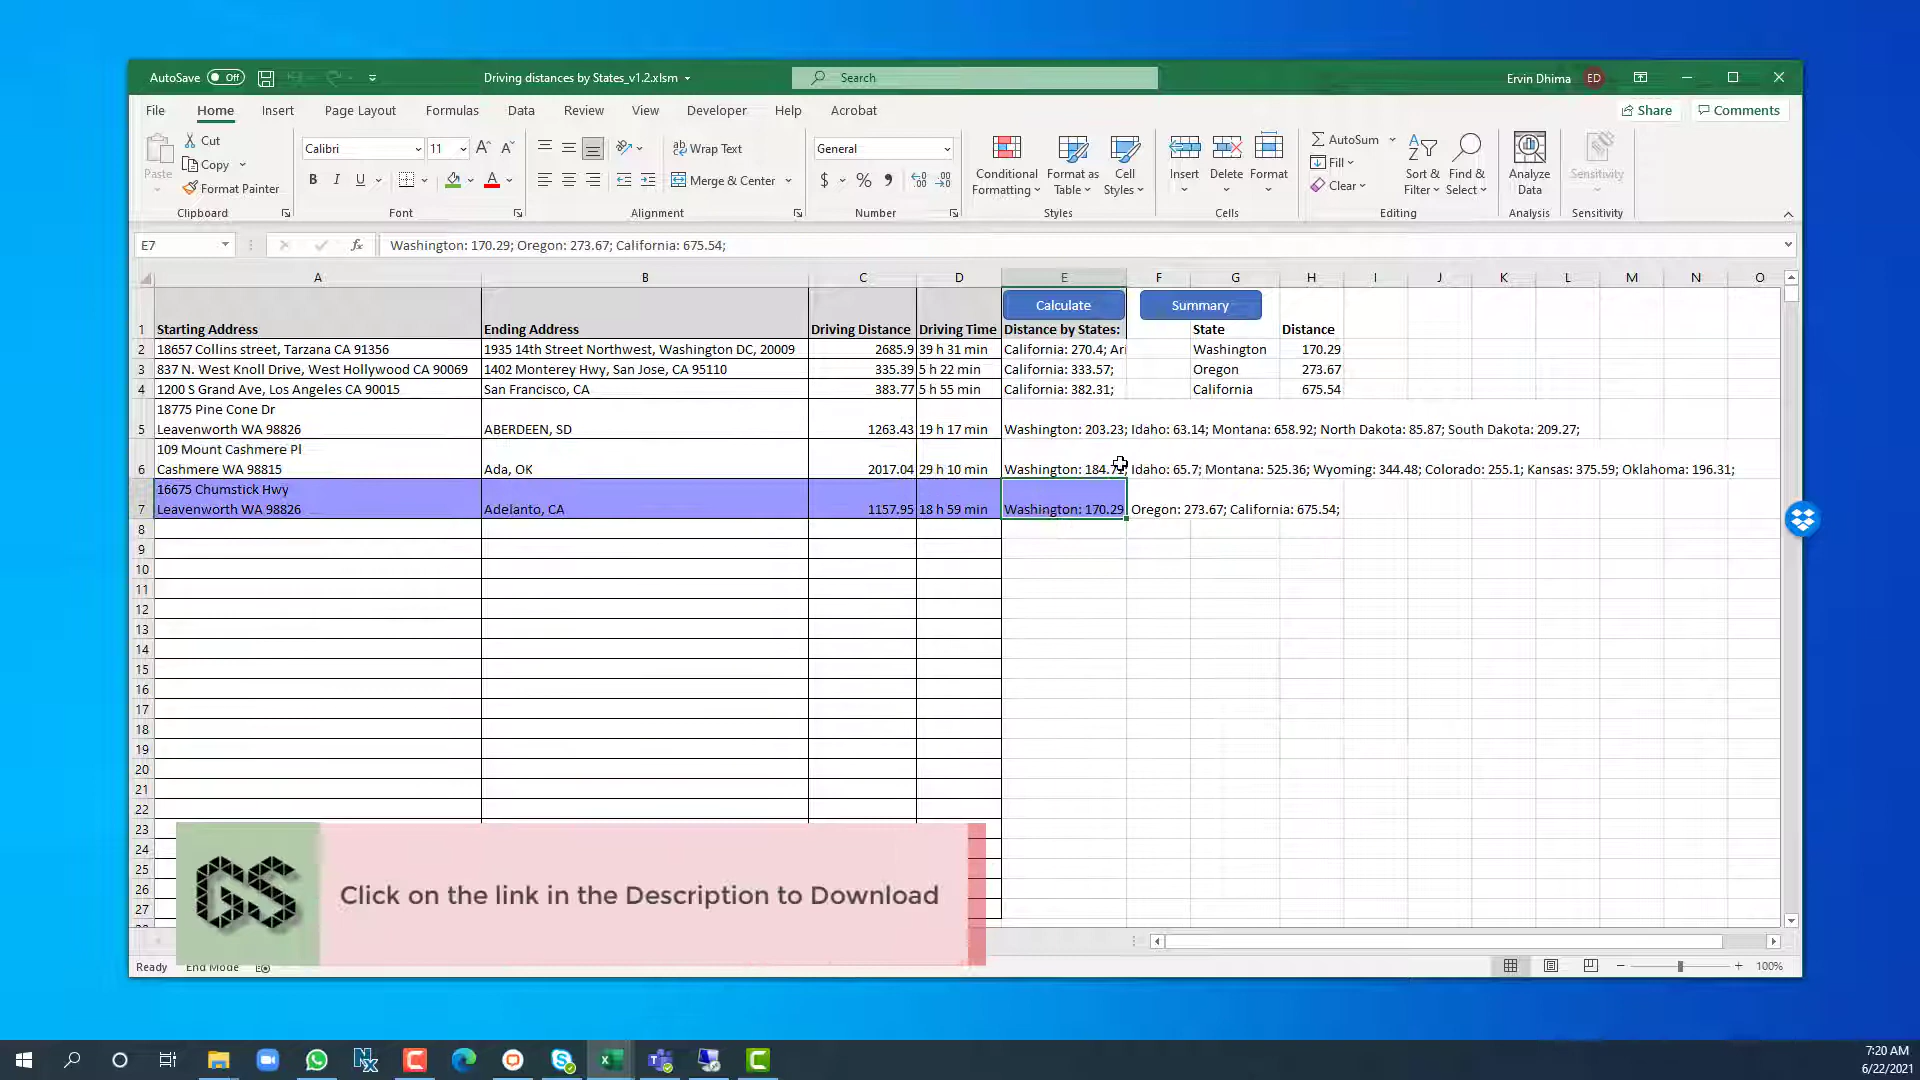 AutoSave Off Driving distances by States_v1.2.xlsm Search Ervin Dhima ED
File Home Insert Page Layout Formulas Data Review View Developer Help Acrobat Share Comments
Paste Cut Copy Format Painter Clipboard
Calibri 11 B I U A Font
Wrap Text Merge & Center Alignment
General $ % Number
Conditional Formatting Format as Table Cell Styles Styles
Insert Delete Format Cells
AutoSum Fill Clear Sort & Filter Find & Select Editing
Analyze Data Analysis
Sensitivity Sensitivity
E7 fx Washington: 170.29; Oregon: 273.67; California: 675.54;
A B C D E F G H I J K L M N O
Calculate Summary
1 Starting Address Ending Address Driving Distance Driving Time Distance by States: State Distance
2 18657 Collins street, Tarzana CA 91356 1935 14th Street Northwest, Washington DC, 20009 2685.9 39 h 31 min California: 270.4; Ari Washington 170.29
3 837 N. West Knoll Drive, West Hollywood CA 90069 1402 Monterey Hwy, San Jose, CA 95110 335.39 5 h 22 min California: 333.57; Oregon 273.67
4 1200 S Grand Ave, Los Angeles CA 90015 San Francisco, CA 383.77 5 h 55 min California: 382.31; California 675.54
18775 Pine Cone Dr
5 Leavenworth WA 98826 ABERDEEN, SD 1263.43 19 h 17 min Washington: 203.23; Idaho: 63.14; Montana: 658.92; North Dakota: 85.87; South Dakota: 209.27;
109 Mount Cashmere Pl
6 Cashmere WA 98815 Ada, OK 2017.04 29 h 10 min Washington: 184.71; Idaho: 65.7; Montana: 525.36; Wyoming: 344.48; Colorado: 255.1; Kansas: 375.59; Oklahoma: 196.31;
16675 Chumstick Hwy
7 Leavenworth WA 98826 Adelanto, CA 1157.95 18 h 59 min Washington: 170.29 Oregon: 273.67; California: 675.54;
8
9
10
11
12
13
14
15
16
17
18
19
20
21
22
23
24
25
26
27
GS Click on the link in the Description to Download
Ready End Mode 100%
7:20 AM
6/22/2021